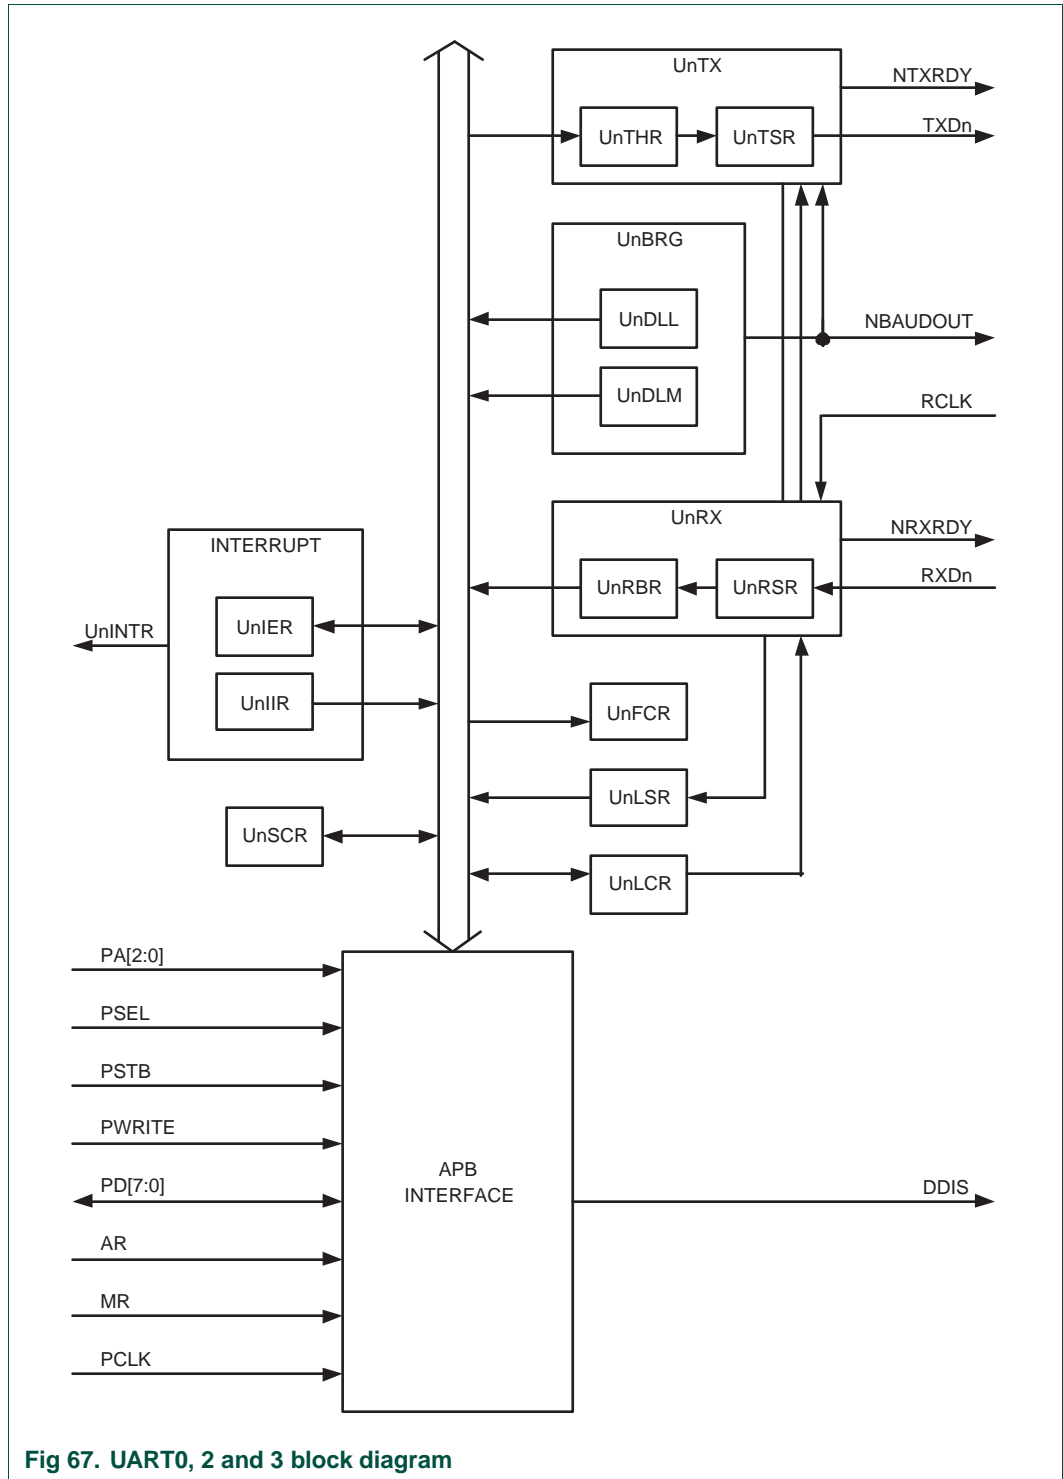 UnTX
NTXRDY
TXDn
UnTHR
UnTSR
UnBRG
UnDLL
NBAUDOUT
UnDLM
RCLK
UnRX
NRXRDY
INTERRUPT
UnRBR
UnRSR
RXDn
UnINTR
UnIER
UnIIR
UnFCR
UnLSR
UnSCR
UnLCR
PA[2:0]
PSEL
PSTB
PWRITE
PD[7:0]
AR
MR
PCLK
APB
INTERFACE
DDIS
Fig 67. UART0, 2 and 3 block diagram